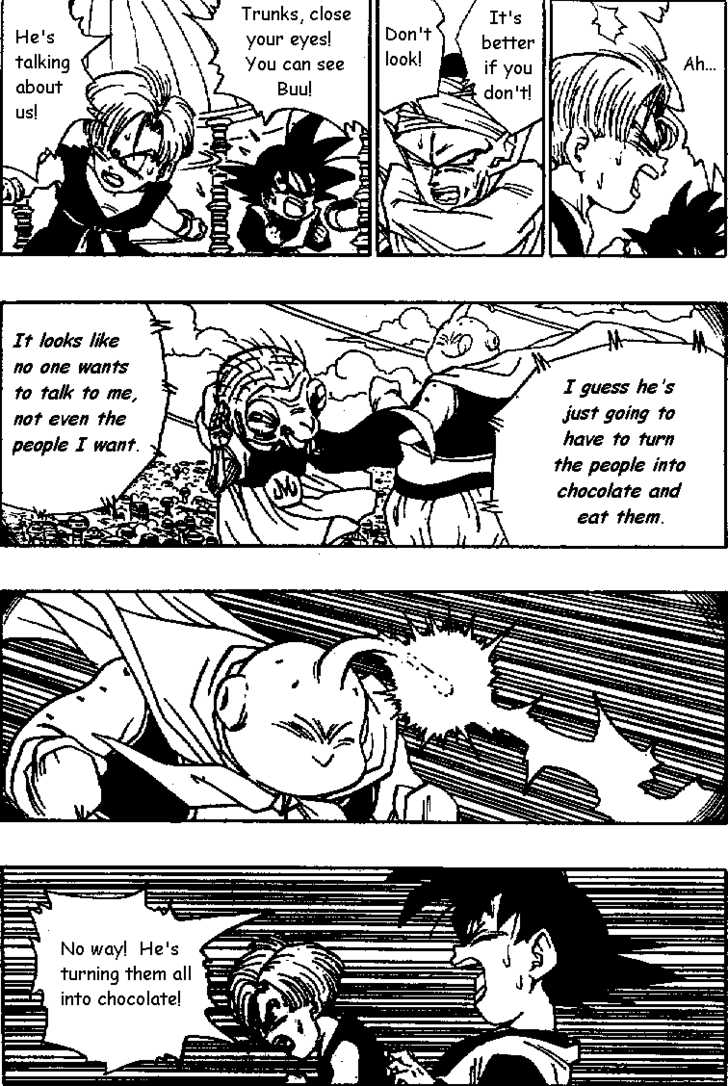 He's
talking
about
us!
Trunks, close
your eyes!
You can see
Buu!
Don't
look!
It's
better
if you
don't!
Ah...
It looks like
no one wants
to talk to me,
not even the
people I want.
I guess he's
just going to
have to turn
the people into
chocolate and
eat them.
No way! He's
turning them all
into chocolate!